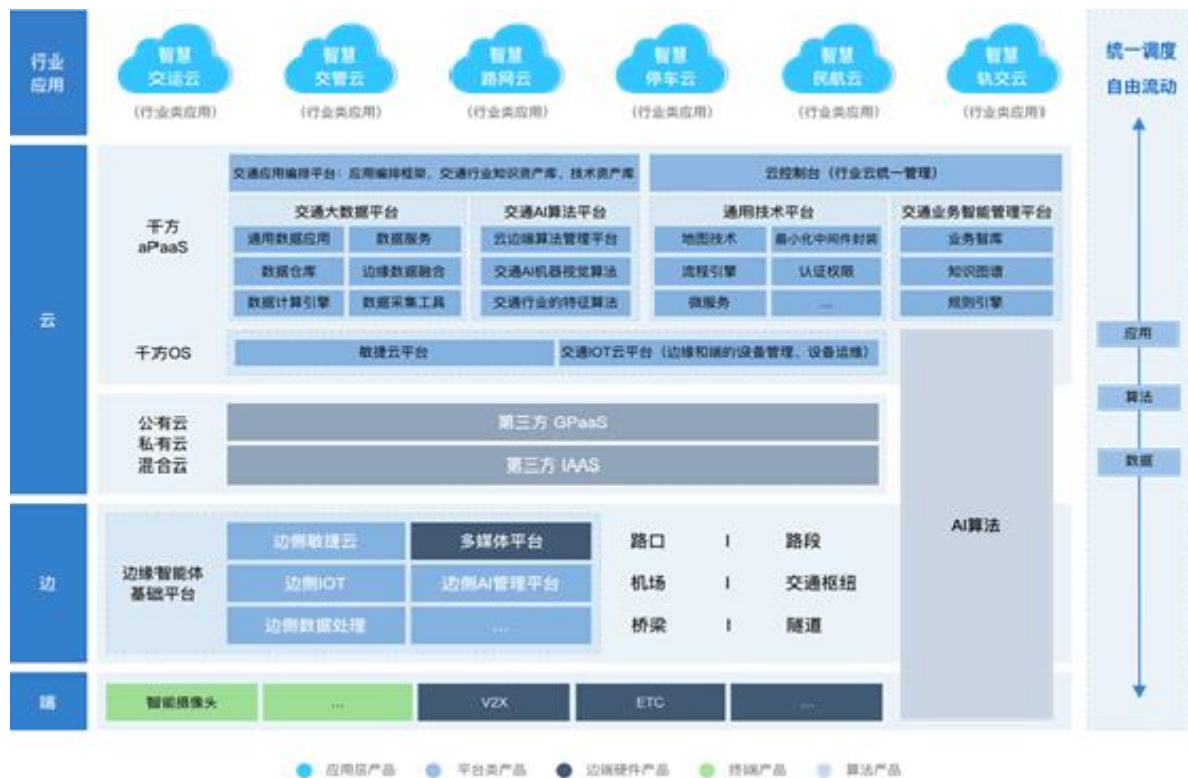 行业
应用
智慧
交运云
(行业类应用)
智慧
交管云
(行业类应用)
智慧
路网云
(行业类应用)
智慧
停车云
(行业类应用)
智慧
民航云
(行业类应用)
智慧
轨交云
(行业类应用)
统一调度
自由流动
云
千方
aPaaS
交通应用编排平台：应用编排框架、交通行业知识资产库、技术资产库
云控制台（行业云统一管理）
交通大数据平台
通用数据应用
数据服务
数据仓库
边缘数据融合
数据计算引擎
数据采集工具
交通AI算法平台
云边端算法管理平台
交通AI机器视觉算法
交通行业的特征算法
通用技术平台
地图技术
最小化中间件封装
流程引擎
认证权限
微服务
...
交通业务智能管理平台
业务智库
知识图谱
规则引擎
千方OS
敏捷云平台
交通IOT云平台（边缘和端的设备管理、设备运维）
公有云
私有云
混合云
第三方 GPaaS
第三方 IAAS
AI算法
应用
算法
数据
边
边缘智能体
基础平台
边侧敏捷云
多媒体平台
边侧IOT
边侧AI管理平台
边侧数据处理
...
路口 I 路段
机场 I 交通枢纽
桥梁 I 隧道
端
智能摄像头
...
V2X
ETC
...
应用层产品
平台类产品
边端硬件产品
终端产品
算法产品